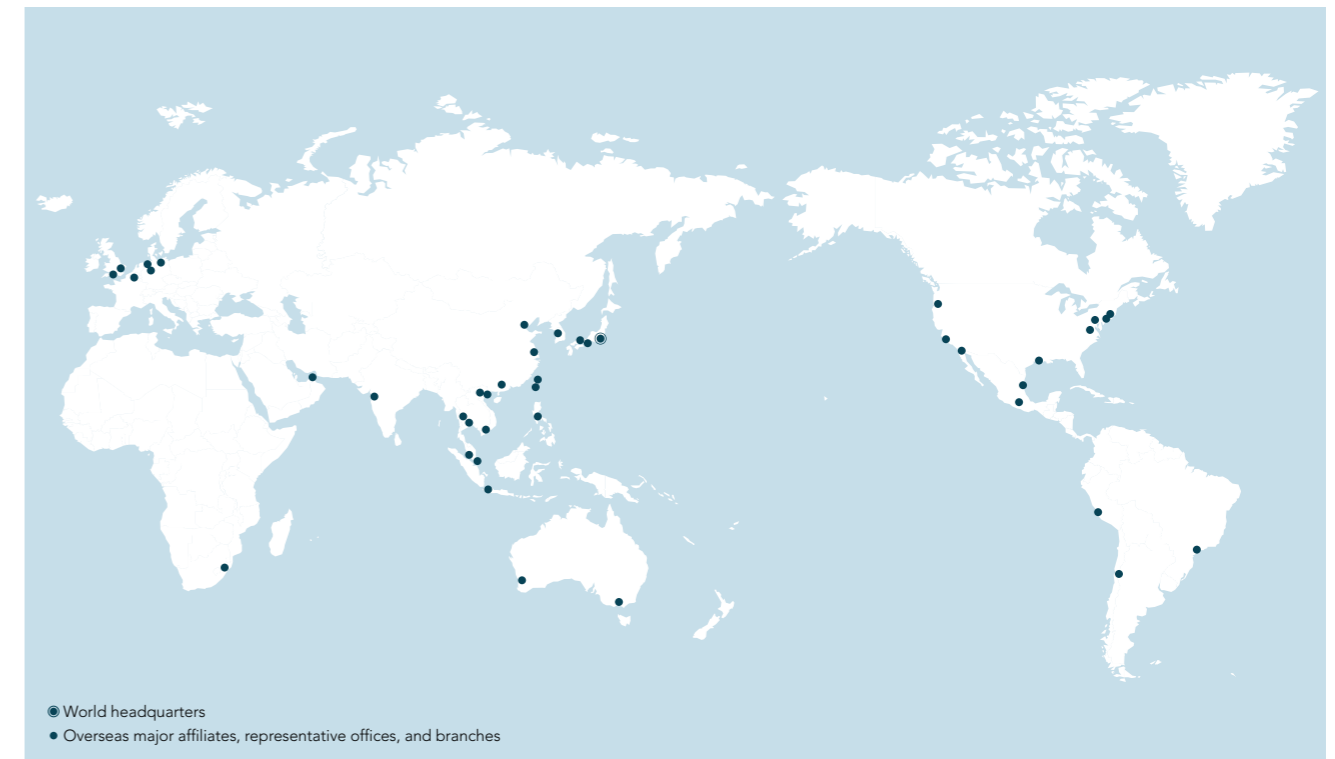 World headquarters
Overseas major affiliates, representative offices, and branches